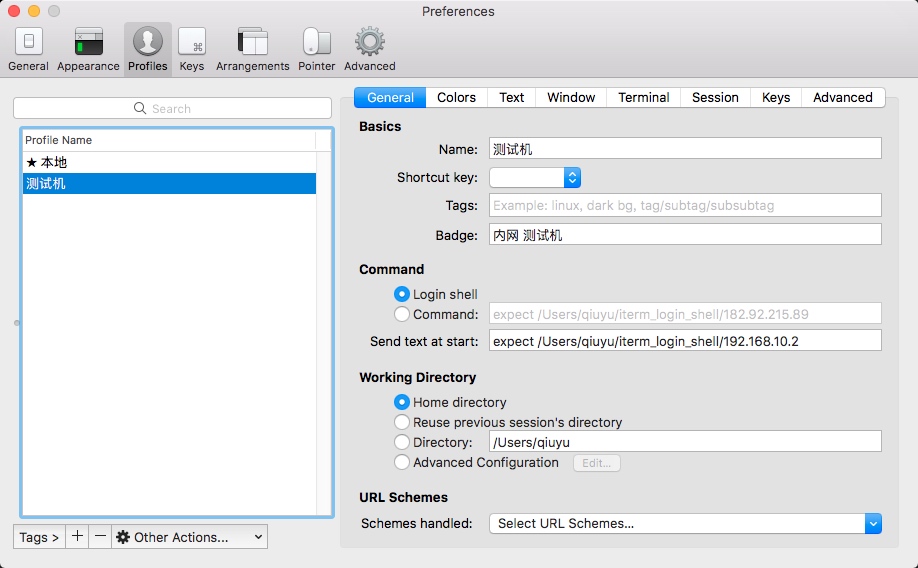 Preferences
General Appearance Profiles Keys Arrangements Pointer Advanced
Search
Profile Name
★ 本地
测试机
Tags > + − Other Actions...
General Colors Text Window Terminal Session Keys Advanced
Basics
Name: 测试机
Shortcut key:
Tags: Example: linux, dark bg, tag/subtag/subsubtag
Badge: 内网 测试机
Command
Login shell
Command: expect /Users/qiuyu/iterm_login_shell/182.92.215.89
Send text at start: expect /Users/qiuyu/iterm_login_shell/192.168.10.2
Working Directory
Home directory
Reuse previous session's directory
Directory: /Users/qiuyu
Advanced Configuration Edit...
URL Schemes
Schemes handled: Select URL Schemes...